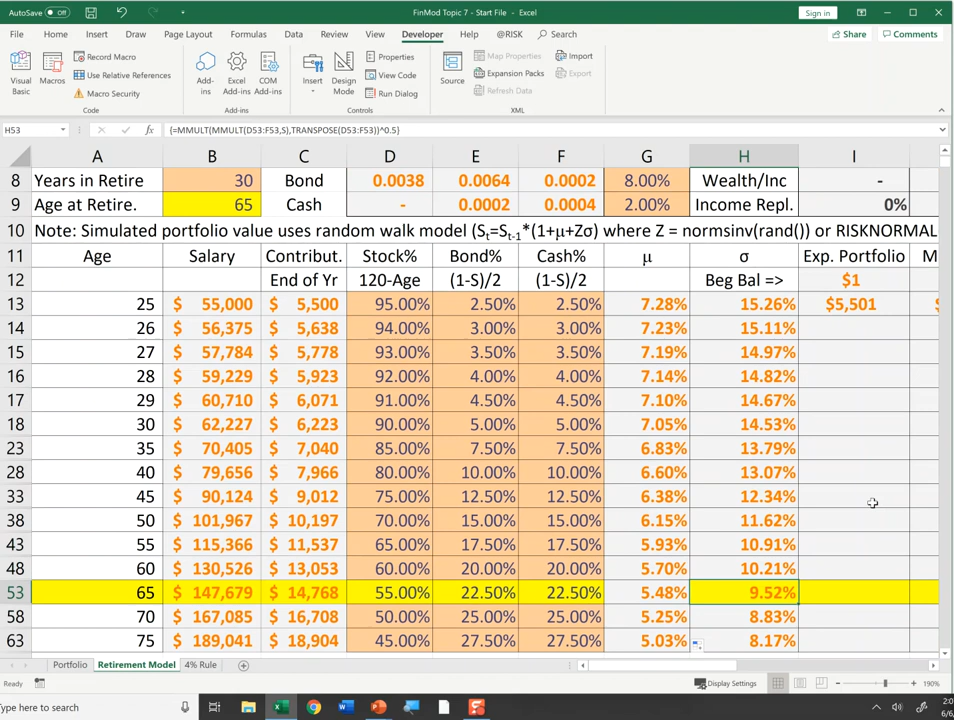 AutoSave Off FinMod Topic 7 - Start File - Excel Sign in
File Home Insert Draw Page Layout Formulas Data Review View Developer Help @RISK Search Share Comments
Visual Basic Macros Record Macro Use Relative References Macro Security Add-ins Excel Add-ins COM Add-ins Insert Design Mode Properties View Code Run Dialog Source Map Properties Expansion Packs Refresh Data Import Export
Code Add-ins Controls XML
H53 fx {=MMULT(MMULT(D53:F53,S),TRANSPOSE(D53:F53))^0.5}
A B C D E F G H I
8 Years in Retire 30 Bond 0.0038 0.0064 0.0002 8.00% Wealth/Inc -
9 Age at Retire. 65 Cash - 0.0002 0.0004 2.00% Income Repl. 0%
10 Note: Simulated portfolio value uses random walk model (St=St-1*(1+μ+Zσ) where Z = normsinv(rand()) or RISKNORMAL
11 Age Salary Contribut. Stock% Bond% Cash% μ σ Exp. Portfolio M
12 End of Yr 120-Age (1-S)/2 (1-S)/2 Beg Bal => $1
13 25 $ 55,000 $ 5,500 95.00% 2.50% 2.50% 7.28% 15.26% $5,501 $
14 26 $ 56,375 $ 5,638 94.00% 3.00% 3.00% 7.23% 15.11%
15 27 $ 57,784 $ 5,778 93.00% 3.50% 3.50% 7.19% 14.97%
16 28 $ 59,229 $ 5,923 92.00% 4.00% 4.00% 7.14% 14.82%
17 29 $ 60,710 $ 6,071 91.00% 4.50% 4.50% 7.10% 14.67%
18 30 $ 62,227 $ 6,223 90.00% 5.00% 5.00% 7.05% 14.53%
23 35 $ 70,405 $ 7,040 85.00% 7.50% 7.50% 6.83% 13.79%
28 40 $ 79,656 $ 7,966 80.00% 10.00% 10.00% 6.60% 13.07%
33 45 $ 90,124 $ 9,012 75.00% 12.50% 12.50% 6.38% 12.34%
38 50 $ 101,967 $ 10,197 70.00% 15.00% 15.00% 6.15% 11.62%
43 55 $ 115,366 $ 11,537 65.00% 17.50% 17.50% 5.93% 10.91%
48 60 $ 130,526 $ 13,053 60.00% 20.00% 20.00% 5.70% 10.21%
53 65 $ 147,679 $ 14,768 55.00% 22.50% 22.50% 5.48% 9.52%
58 70 $ 167,085 $ 16,708 50.00% 25.00% 25.00% 5.25% 8.83%
63 75 $ 189,041 $ 18,904 45.00% 27.50% 27.50% 5.03% 8.17%
Portfolio Retirement Model 4% Rule
Ready Display Settings 190%
ype here to search 2:0
6/6